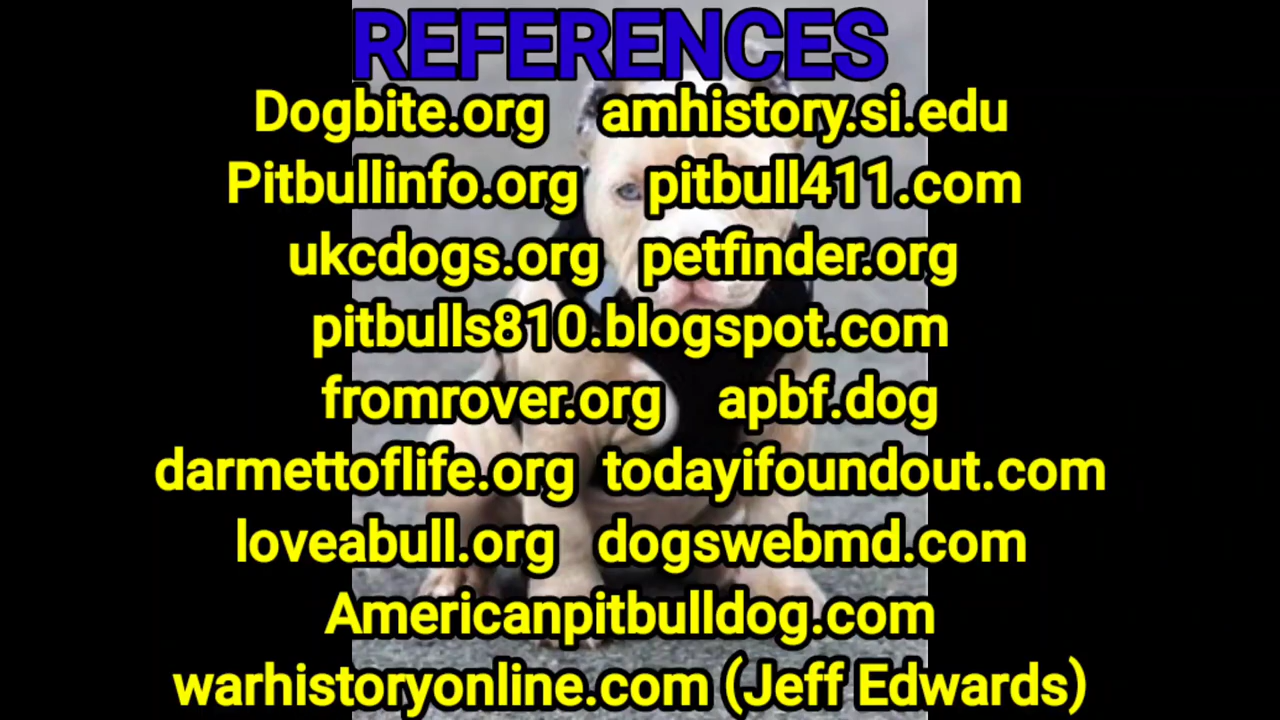 REFERENCES
Dogbite.org amhistory.si.edu
Pitbullinfo.org pitbull411.com
ukcdogs.org petfinder.org
pitbulls810.blogspot.com
fromrover.org apbf.dog
darmettoflife.org todayifoundout.com
loveabull.org dogswebmd.com
Americanpitbulldog.com
warhistoryonline.com (Jeff Edwards)